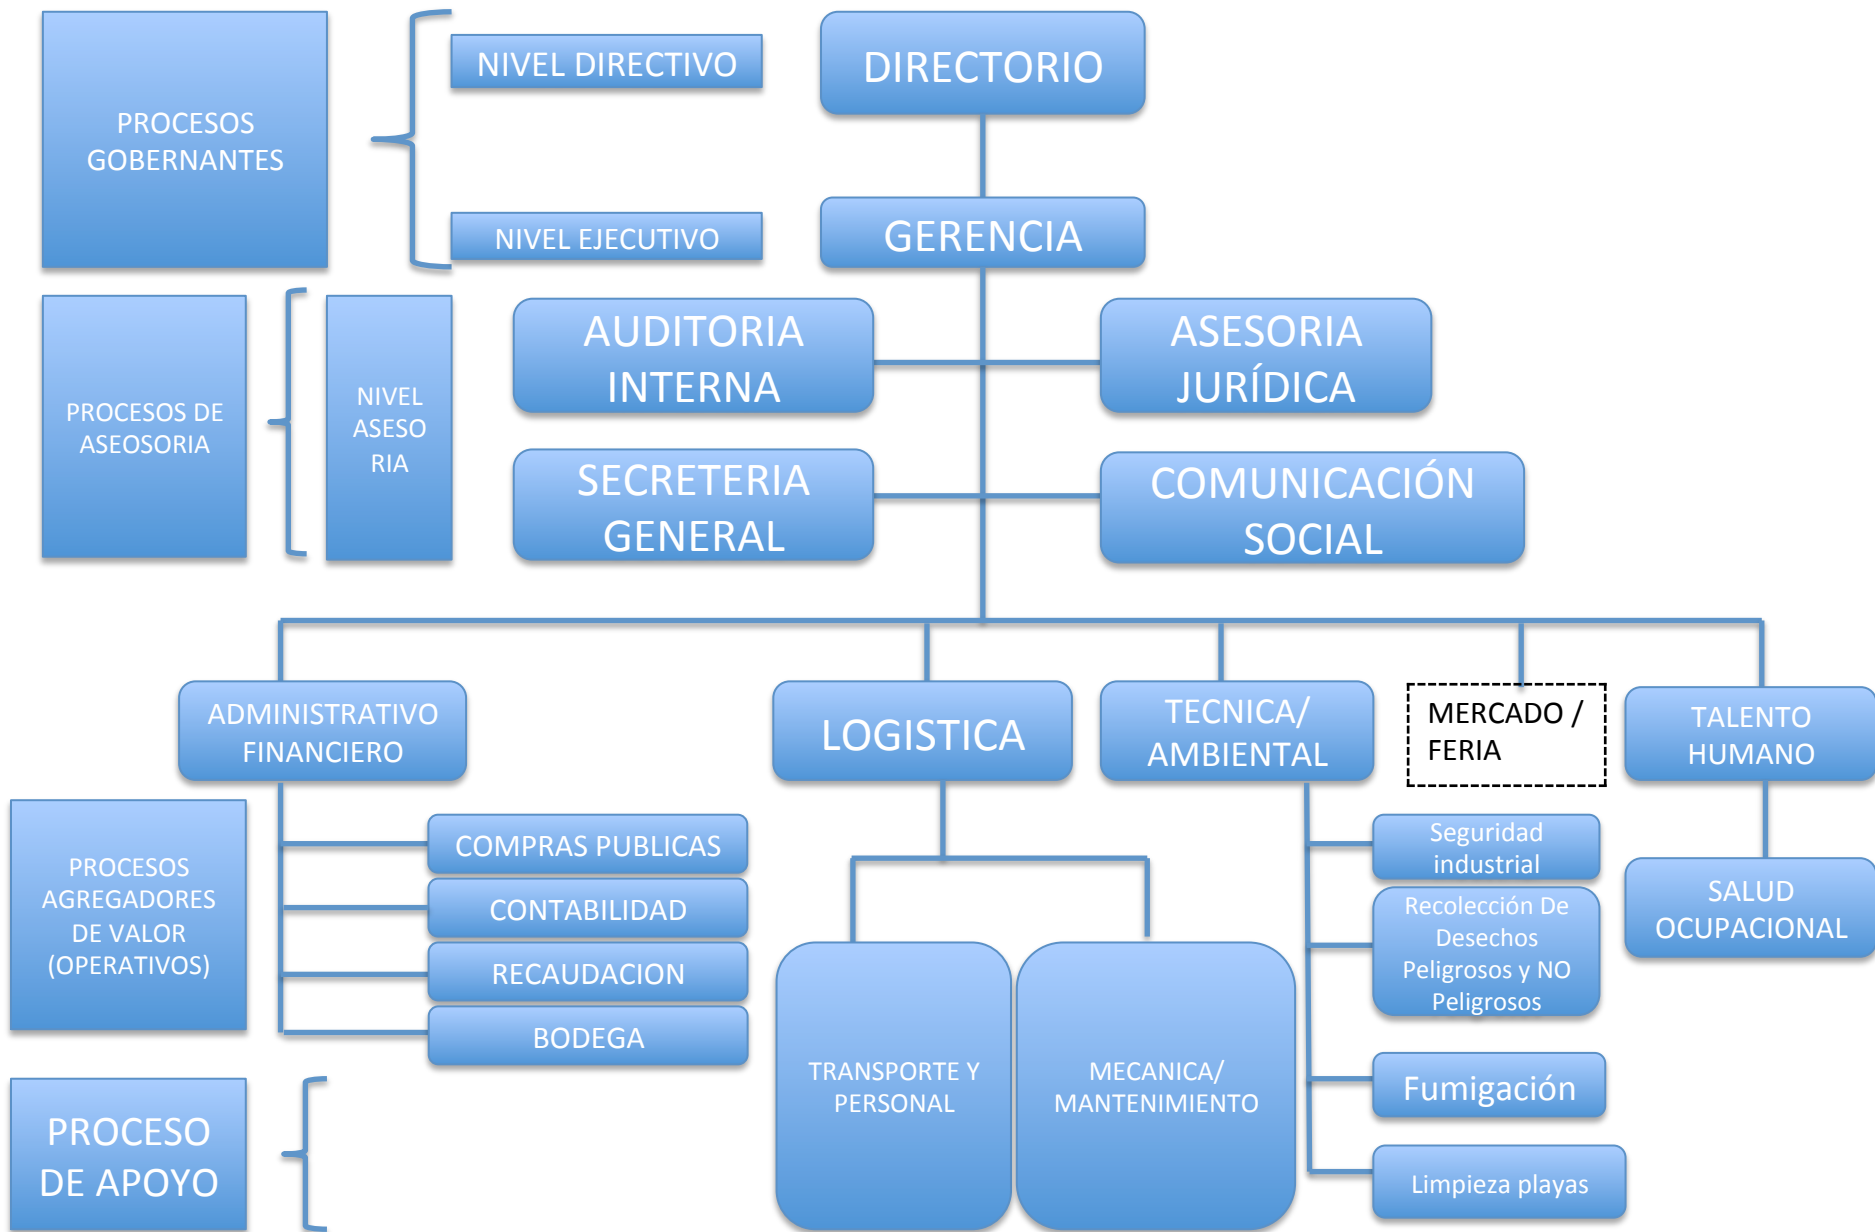 PROCESOS
GOBERNANTES
NIVEL DIRECTIVO
DIRECTORIO
NIVEL EJECUTIVO
GERENCIA
PROCESOS DE
ASEOSORIA
NIVEL
ASESO
RIA
AUDITORIA
INTERNA
ASESORIA
JURÍDICA
SECRETERIA
GENERAL
COMUNICACIÓN
SOCIAL
ADMINISTRATIVO
FINANCIERO
LOGISTICA
TECNICA/
AMBIENTAL
MERCADO /
FERIA
TALENTO
HUMANO
PROCESOS
AGREGADORES
DE VALOR
(OPERATIVOS)
COMPRAS PUBLICAS
CONTABILIDAD
RECAUDACION
BODEGA
TRANSPORTE Y
PERSONAL
MECANICA/
MANTENIMIENTO
Seguridad
industrial
Recolección De
Desechos
Peligrosos y NO
Peligrosos
Fumigación
Limpieza playas
SALUD
OCUPACIONAL
PROCESO
DE APOYO